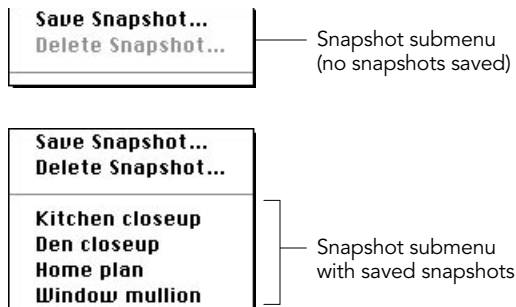 Save Snapshot...
Delete Snapshot...
Snapshot submenu
(no snapshots saved)
Save Snapshot...
Delete Snapshot...
Kitchen closeup
Den closeup
Home plan
Window mullion
Snapshot submenu
with saved snapshots